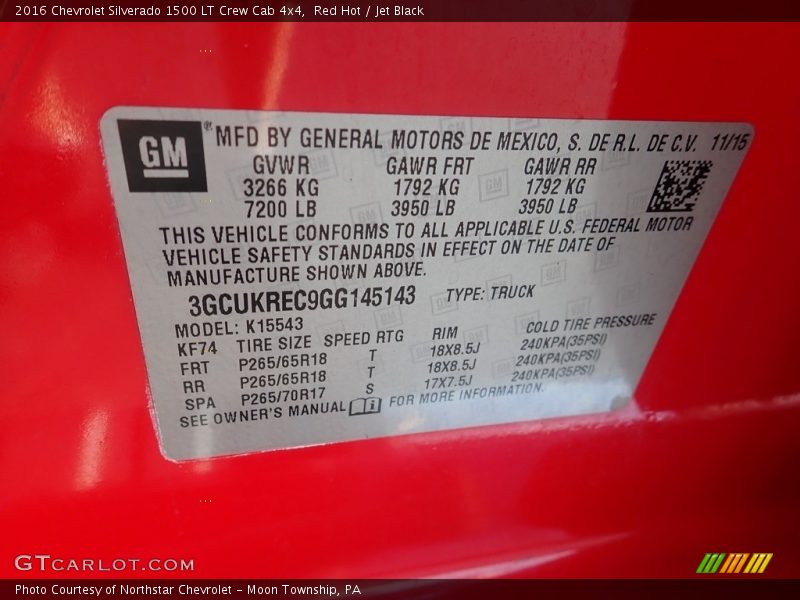 2016 Chevrolet Silverado 1500 LT Crew Cab 4x4, Red Hot / Jet Black
GM ® MFD BY GENERAL MOTORS DE MEXICO, S. DE R.L. DE C.V. 11/15
GVWR GAWR FRT GAWR RR
3266 KG 1792 KG 1792 KG
7200 LB 3950 LB 3950 LB
THIS VEHICLE CONFORMS TO ALL APPLICABLE U.S. FEDERAL MOTOR
VEHICLE SAFETY STANDARDS IN EFFECT ON THE DATE OF
MANUFACTURE SHOWN ABOVE.
3GCUKREC9GG145143 TYPE: TRUCK
MODEL: K15543
KF74 TIRE SIZE SPEED RTG RIM COLD TIRE PRESSURE
FRT P265/65R18 T 18X8.5J 240KPA(35PSI)
RR P265/65R18 T 18X8.5J 240KPA(35PSI)
SPA P265/70R17 S 17X7.5J 240KPA(35PSI)
SEE OWNER'S MANUAL FOR MORE INFORMATION.
GTCARLOT.COM
Photo Courtesy of Northstar Chevrolet - Moon Township, PA